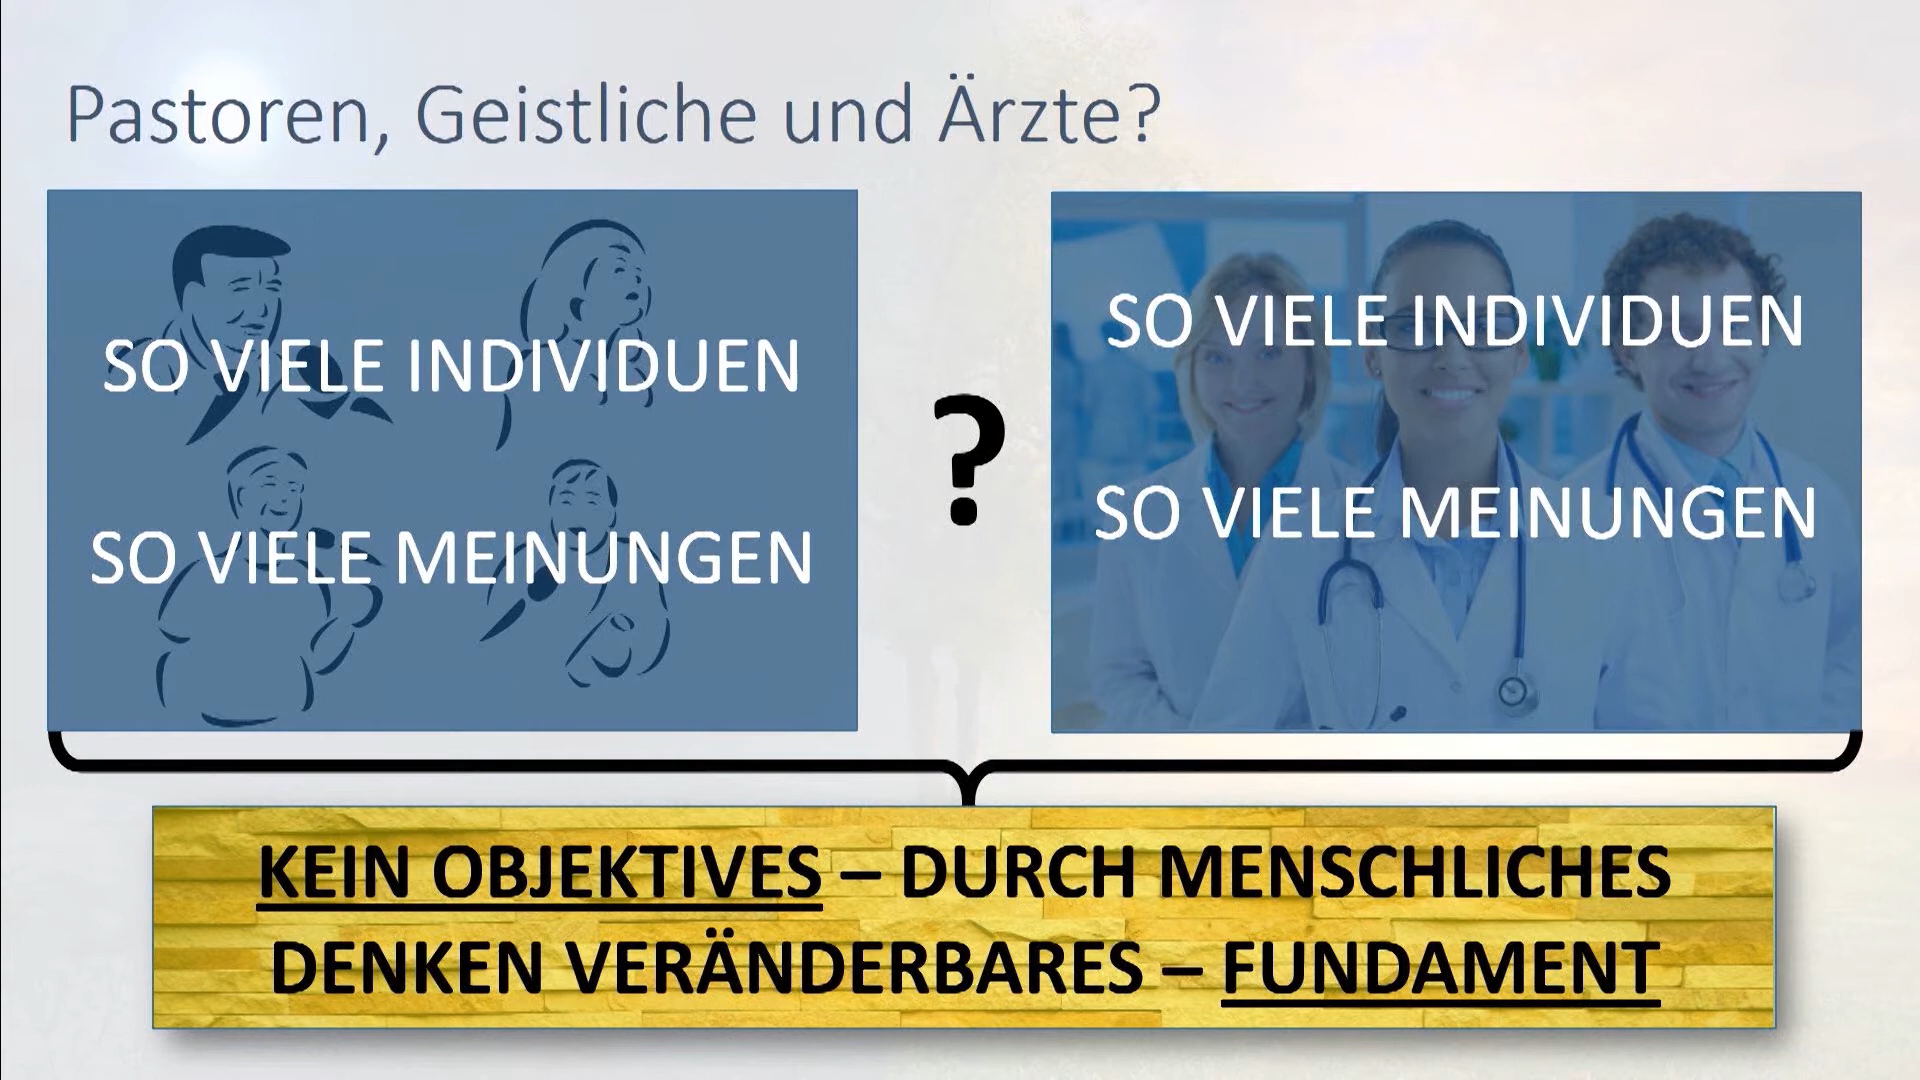 Pastoren, Geistliche und Ärzte?
SO VIELE INDIVIDUEN
SO VIELE MEINUNGEN
?
SO VIELE INDIVIDUEN
SO VIELE MEINUNGEN
KEIN OBJEKTIVES – DURCH MENSCHLICHES
DENKEN VERÄNDERBARES – FUNDAMENT